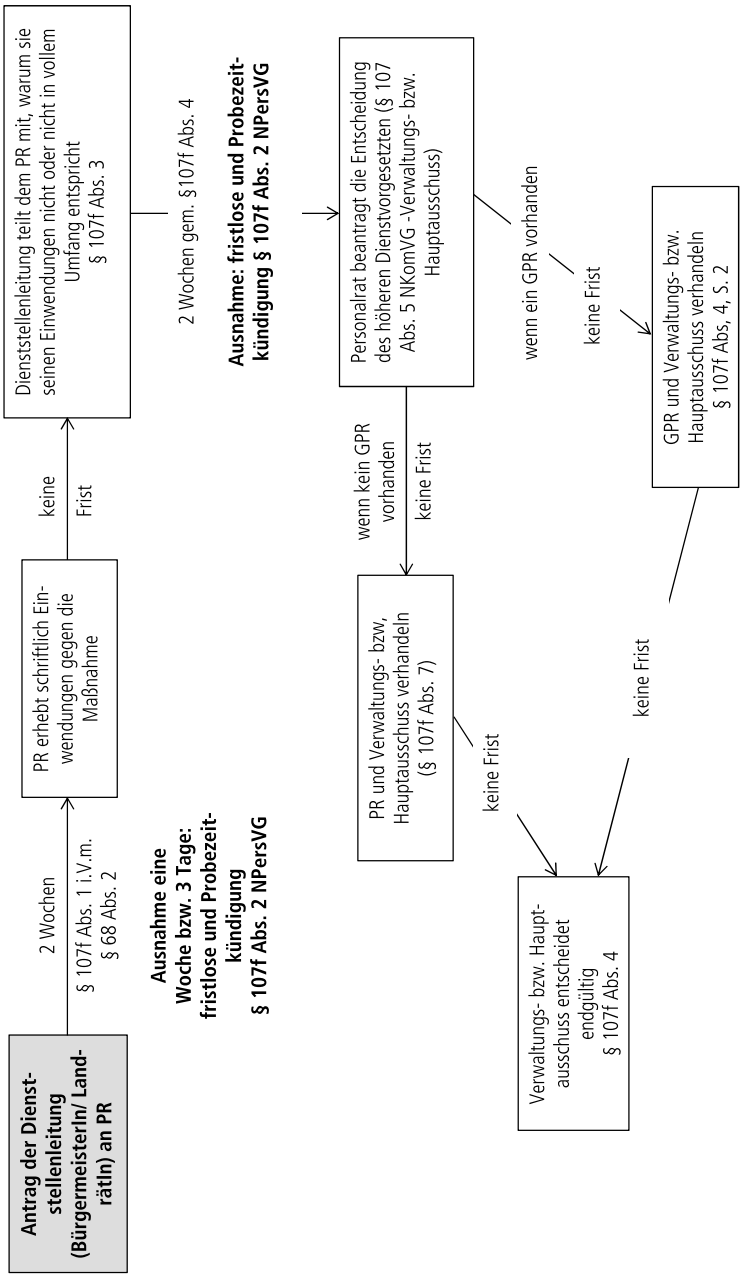 Antrag der Dienst-
stellenleitung
(BürgermeisterIn/ Land-
rätIn) an PR
2 Wochen
§ 107f Abs. 1 i.V.m.
§ 68 Abs. 2
Ausnahme eine
Woche bzw. 3 Tage:
fristlose und Probezeit-
kündigung
§ 107f Abs. 2 NPersVG
PR erhebt schriftlich Ein-
wendungen gegen die
Maßnahme
keine
Frist
Dienststellenleitung teilt dem PR mit, warum sie
seinen Einwendungen nicht oder nicht in vollem
Umfang entspricht
§ 107f Abs. 3
2 Wochen gem. §107f Abs. 4
Ausnahme: fristlose und Probezeit-
kündigung § 107f Abs. 2 NPersVG
Personalrat beantragt die Entscheidung
des höheren Dienstvorgesetzten (§ 107
Abs. 5 NKomVG -Verwaltungs- bzw.
Hauptausschuss)
wenn kein GPR
vorhanden
keine Frist
wenn ein GPR vorhanden
keine Frist
PR und Verwaltungs- bzw,
Hauptausschuss verhandeln
(§ 107f Abs. 7)
keine Frist
GPR und Verwaltungs- bzw.
Hauptausschuss verhandeln
§ 107f Abs, 4, S. 2
keine Frist
Verwaltungs- bzw. Haupt-
ausschuss entscheidet
endgültig
§ 107f Abs. 4